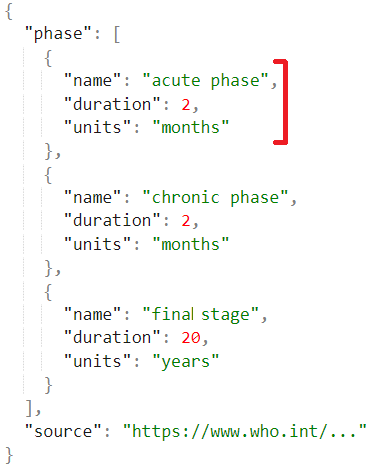 {
  "phase": [
    {
      "name": "acute phase",
      "duration": 2,
      "units": "months"
    },
    {
      "name": "chronic phase",
      "duration": 2,
      "units": "months"
    },
    {
      "name": "final stage",
      "duration": 20,
      "units": "years"
    }
  ],
  "source": "https://www.who.int/..."
}